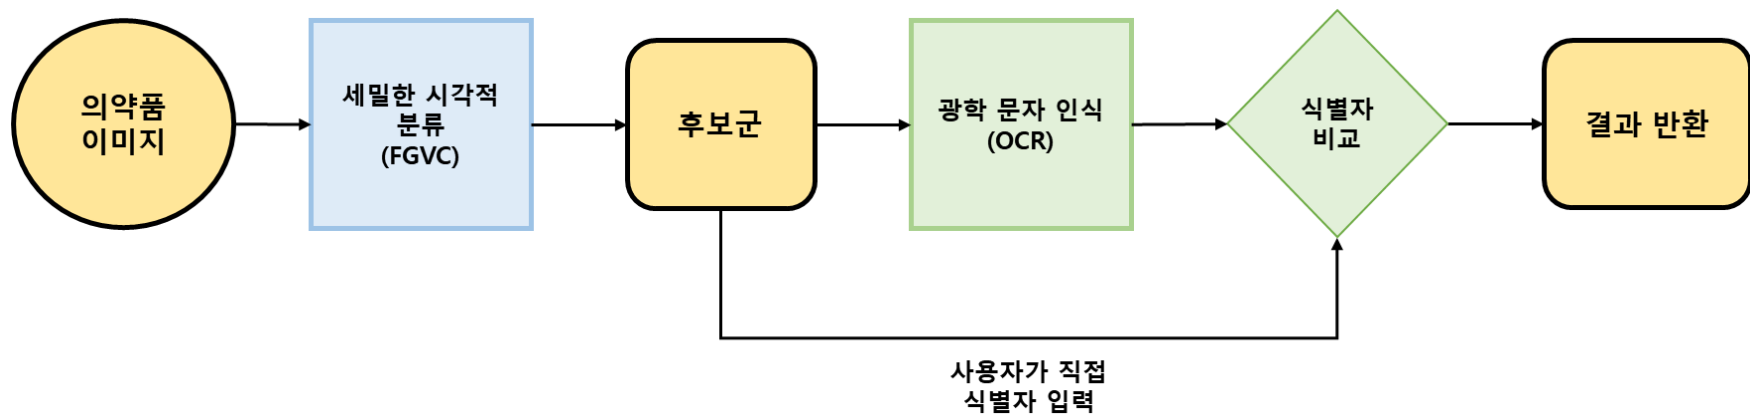 의약품
이미지
세밀한 시각적
분류
(FGVC)
후보군
광학 문자 인식
(OCR)
식별자
비교
결과 반환
사용자가 직접
식별자 입력